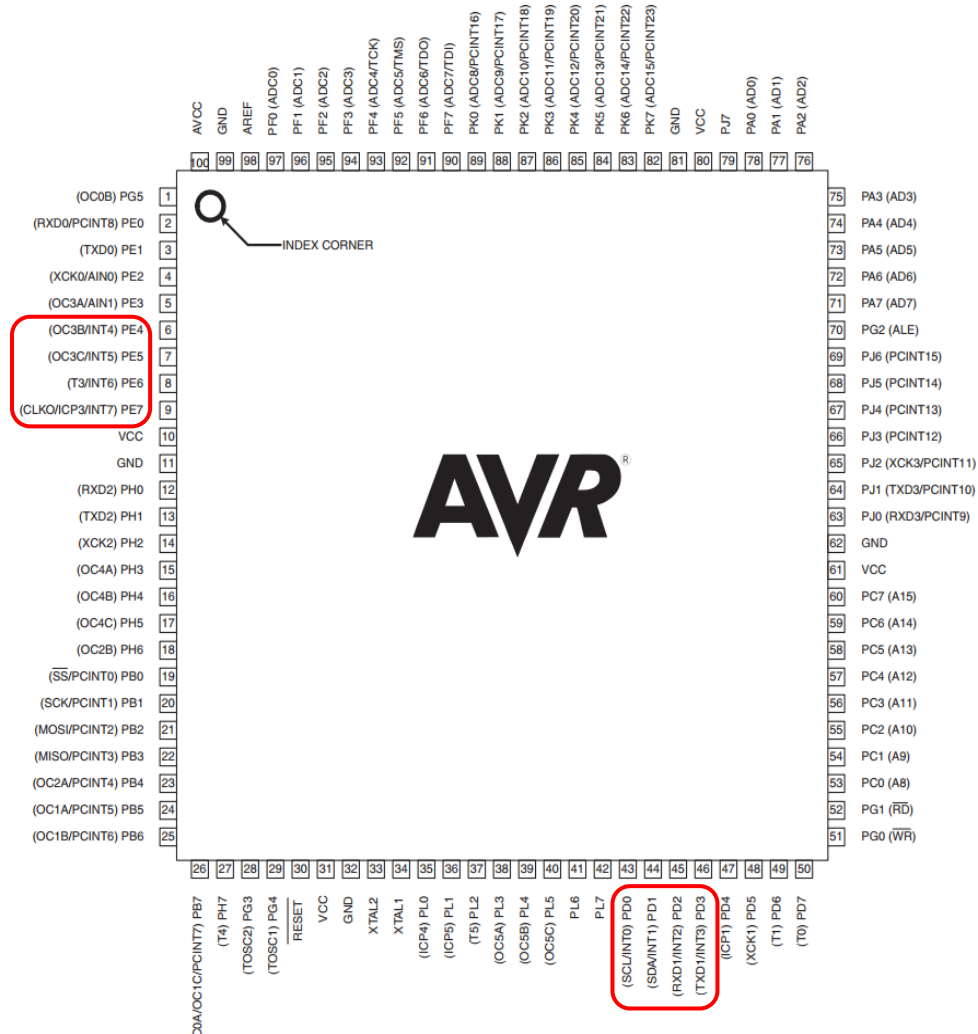 AVCC
GND
AREF
PF0 (ADC0)
PF1 (ADC1)
PF2 (ADC2)
PF3 (ADC3)
PF4 (ADC4/TCK)
PF5 (ADC5/TMS)
PF6 (ADC6/TDO)
PF7 (ADC7/TDI)
PK0 (ADC8/PCINT16)
PK1 (ADC9/PCINT17)
PK2 (ADC10/PCINT18)
PK3 (ADC11/PCINT19)
PK4 (ADC12/PCINT20)
PK5 (ADC13/PCINT21)
PK6 (ADC14/PCINT22)
PK7 (ADC15/PCINT23)
GND
VCC
PJ7
PA0 (AD0)
PA1 (AD1)
PA2 (AD2)
100 99 98 97 96 95 94 93 92 91 90 89 88 87 86 85 84 83 82 81 80 79 78 77 76
(OC0B) PG5 1
(RXD0/PCINT8) PE0 2
(TXD0) PE1 3
(XCK0/AIN0) PE2 4
(OC3A/AIN1) PE3 5
(OC3B/INT4) PE4 6
(OC3C/INT5) PE5 7
(T3/INT6) PE6 8
(CLKO/ICP3/INT7) PE7 9
VCC 10
GND 11
(RXD2) PH0 12
(TXD2) PH1 13
(XCK2) PH2 14
(OC4A) PH3 15
(OC4B) PH4 16
(OC4C) PH5 17
(OC2B) PH6 18
(SS/PCINT0) PB0 19
(SCK/PCINT1) PB1 20
(MOSI/PCINT2) PB2 21
(MISO/PCINT3) PB3 22
(OC2A/PCINT4) PB4 23
(OC1A/PCINT5) PB5 24
(OC1B/PCINT6) PB6 25
INDEX CORNER
AVR®
75 PA3 (AD3)
74 PA4 (AD4)
73 PA5 (AD5)
72 PA6 (AD6)
71 PA7 (AD7)
70 PG2 (ALE)
69 PJ6 (PCINT15)
68 PJ5 (PCINT14)
67 PJ4 (PCINT13)
66 PJ3 (PCINT12)
65 PJ2 (XCK3/PCINT11)
64 PJ1 (TXD3/PCINT10)
63 PJ0 (RXD3/PCINT9)
62 GND
61 VCC
60 PC7 (A15)
59 PC6 (A14)
58 PC5 (A13)
57 PC4 (A12)
56 PC3 (A11)
55 PC2 (A10)
54 PC1 (A9)
53 PC0 (A8)
52 PG1 (RD)
51 PG0 (WR)
26 27 28 29 30 31 32 33 34 35 36 37 38 39 40 41 42 43 44 45 46 47 48 49 50
C0A/OC1C/PCINT7) PB7
(T4) PH7
(TOSC2) PG3
(TOSC1) PG4
RESET
VCC
GND
XTAL2
XTAL1
(ICP4) PL0
(ICP5) PL1
(T5) PL2
(OC5A) PL3
(OC5B) PL4
(OC5C) PL5
PL6
PL7
(SCL/INT0) PD0
(SDA/INT1) PD1
(RXD1/INT2) PD2
(TXD1/INT3) PD3
(ICP1) PD4
(XCK1) PD5
(T1) PD6
(T0) PD7